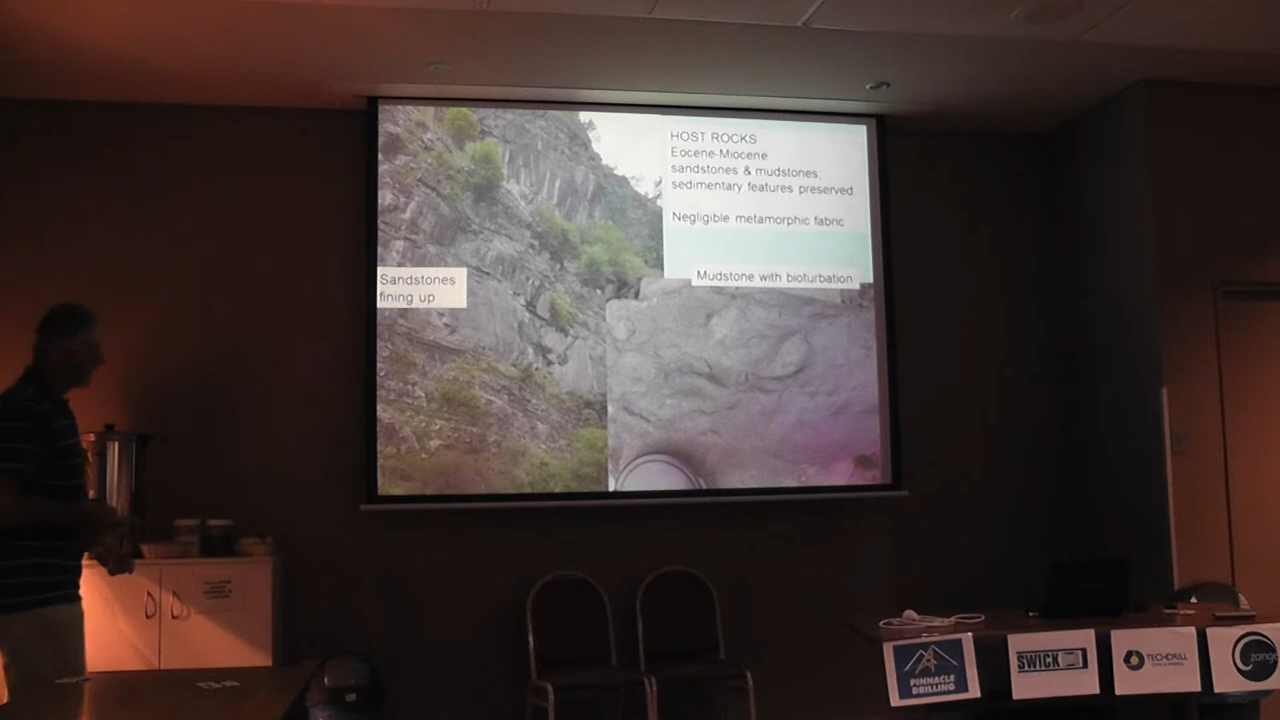 HOST ROCKS
Eocene-Miocene
sandstones & mudstones;
sedimentary features preserved
Negligible metamorphic fabric
Sandstones
fining up
Mudstone with bioturbation
PINNACLE
DRILLING
SWICK
TECHDRILL
zango